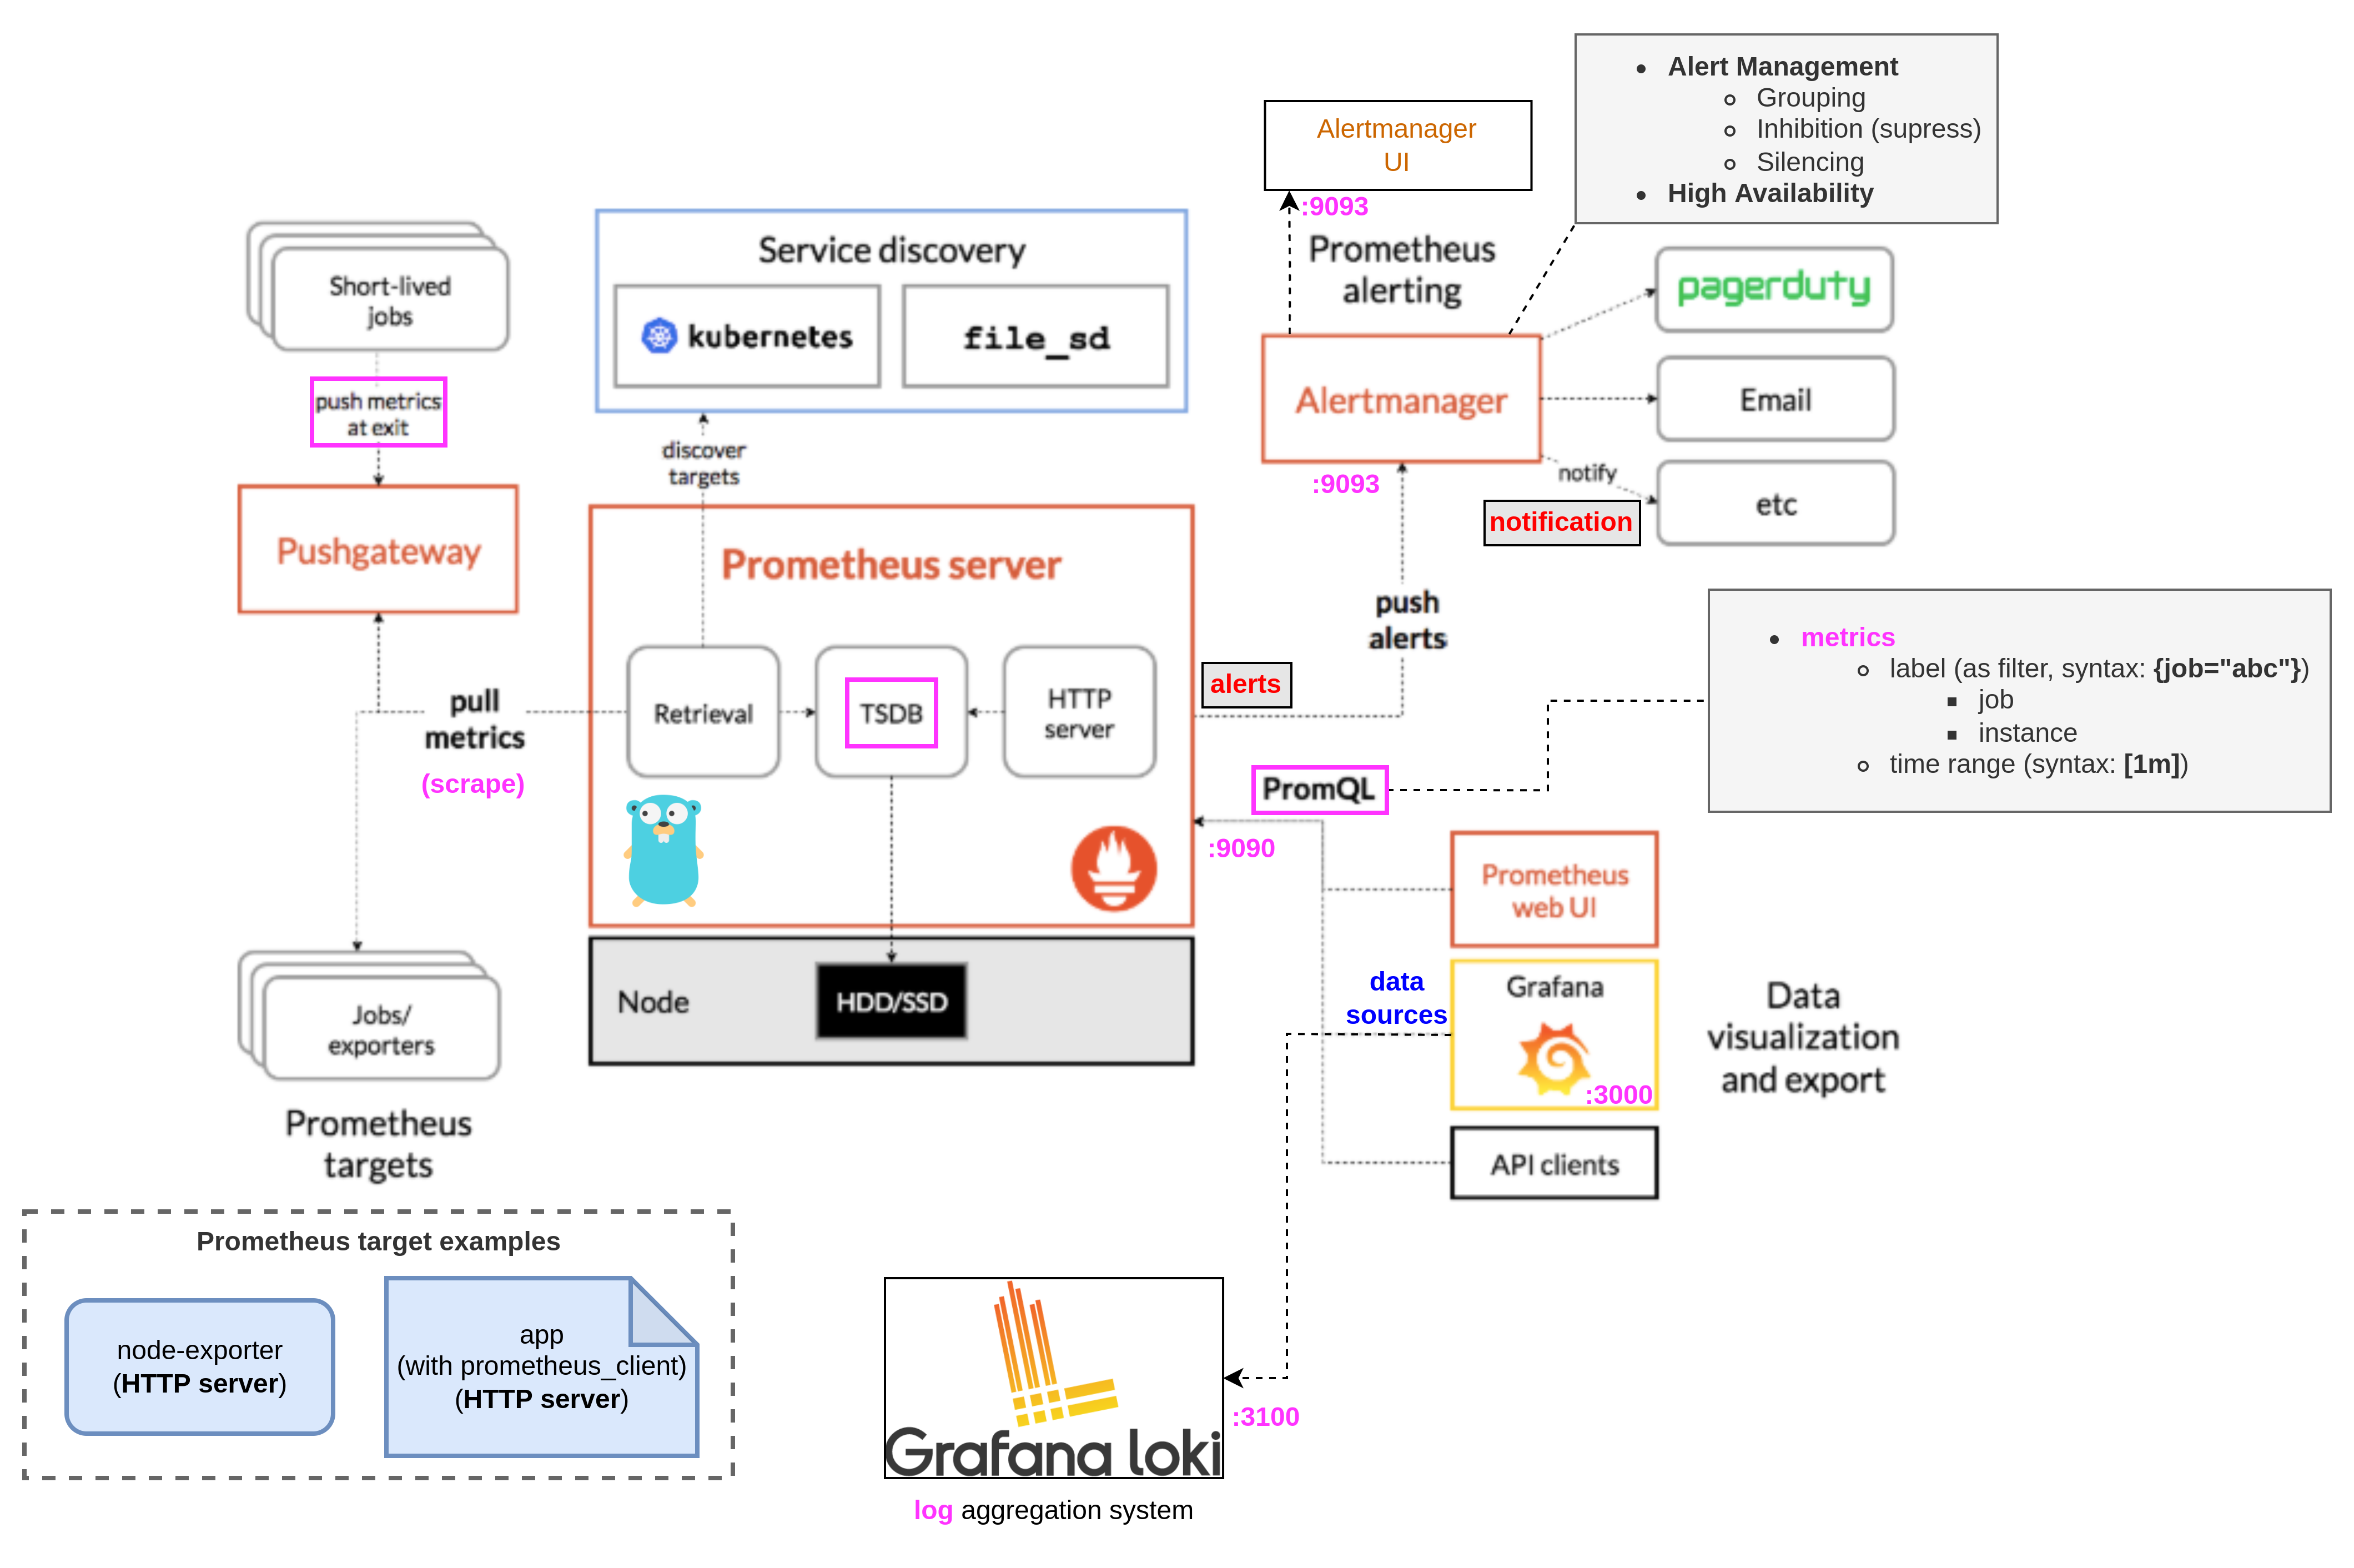 Alert Management
Grouping
Inhibition (supress)
Silencing
High Availability
Alertmanager
UI
:9093
Prometheus
alerting
Service discovery
kubernetes
file_sd
Short-lived
jobs
push metrics
at exit
discover
targets
Pushgateway
Alertmanager
:9093
pagerduty
Email
notify
etc
notification
Prometheus server
push
alerts
alerts
pull
metrics
(scrape)
Retrieval
TSDB
HTTP
server
metrics
label (as filter, syntax: {job="abc"})
job
instance
time range (syntax: [1m])
PromQL
:9090
Prometheus
web UI
Node
HDD/SSD
data
sources
Grafana
:3000
Data
visualization
and export
API clients
Jobs/
exporters
Prometheus
targets
Prometheus target examples
node-exporter
(HTTP server)
app
(with prometheus_client)
(HTTP server)
Grafana loki
:3100
log aggregation system